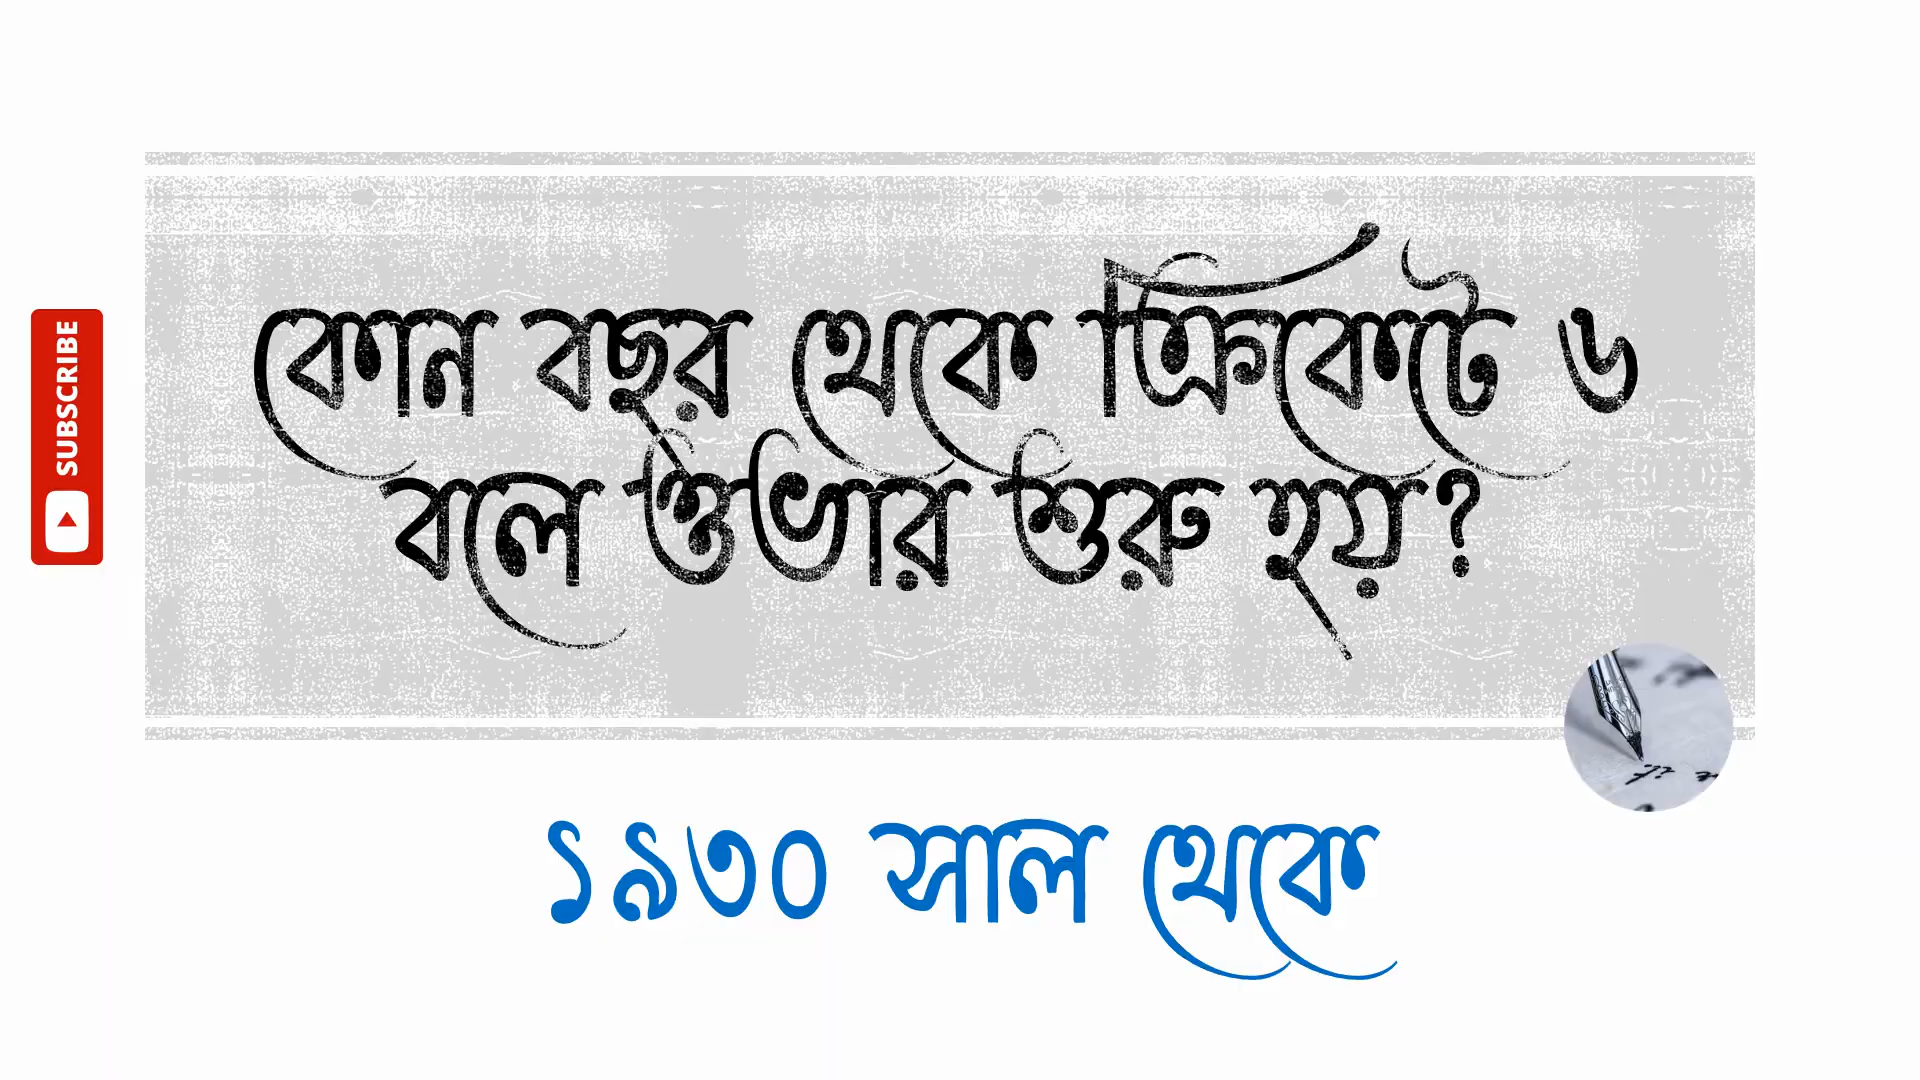 SUBSCRIBE
কোন বছর থেকে ক্রিকেটে ৬
বলে ওভার শুরু হয়?
১৯৩০ সাল থেকে